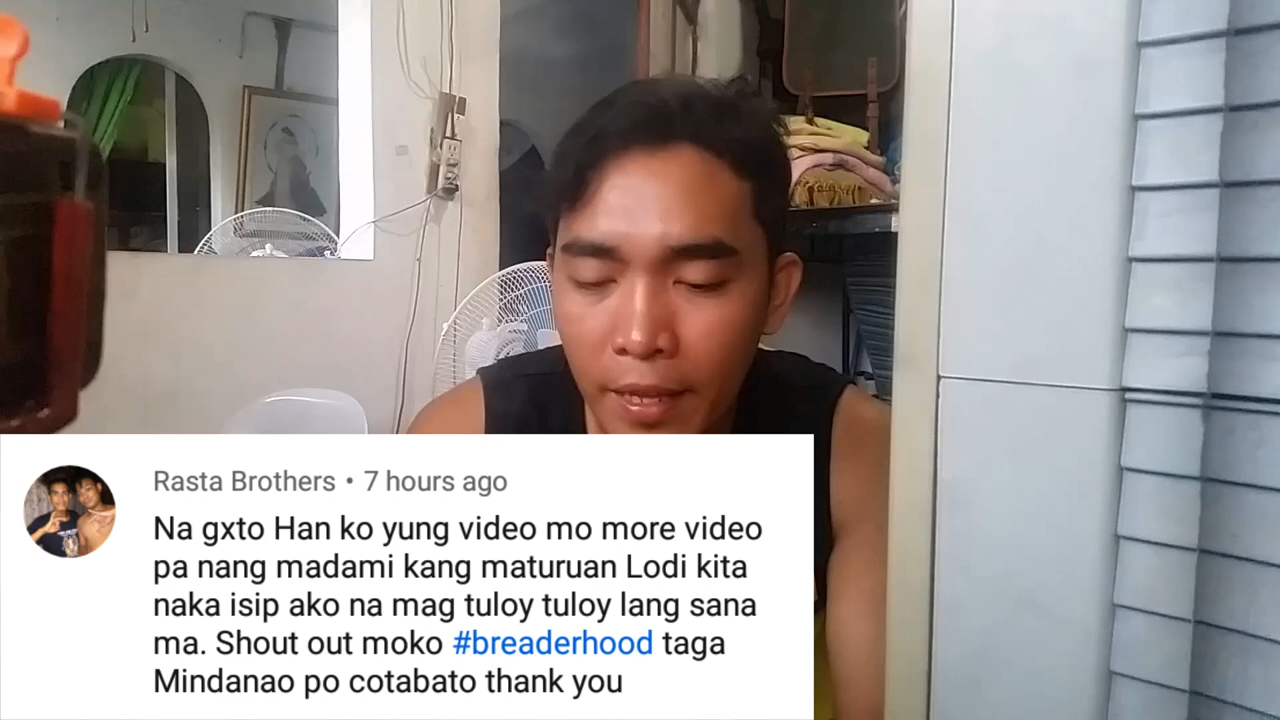 Rasta Brothers • 7 hours ago
Na gxto Han ko yung video mo more video
pa nang madami kang maturuan Lodi kita
naka isip ako na mag tuloy tuloy lang sana
ma. Shout out moko #breaderhood taga
Mindanao po cotabato thank you